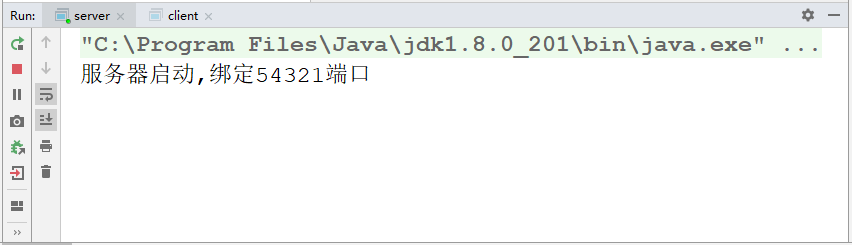 Run: server client
"C:\Program Files\Java\jdk1.8.0_201\bin\java.exe" ...
服务器启动,绑定54321端口